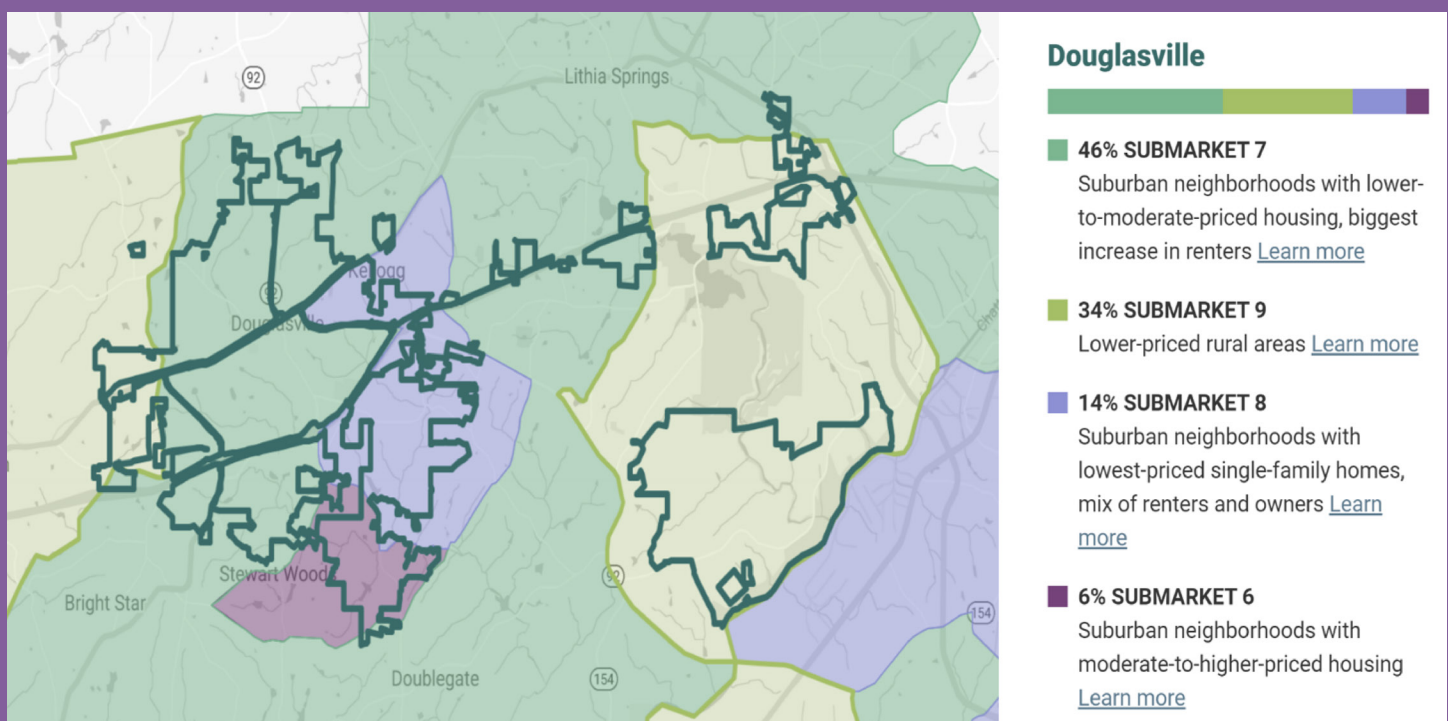 92
Lithia Springs
Kellogg
92
Douglasville
Stewart Woods
Bright Star
92
154
Doublegate
154
Douglasville
46% SUBMARKET 7
Suburban neighborhoods with lower-
to-moderate-priced housing, biggest
increase in renters Learn more
34% SUBMARKET 9
Lower-priced rural areas Learn more
14% SUBMARKET 8
Suburban neighborhoods with
lowest-priced single-family homes,
mix of renters and owners Learn
more
6% SUBMARKET 6
Suburban neighborhoods with
moderate-to-higher-priced housing
Learn more